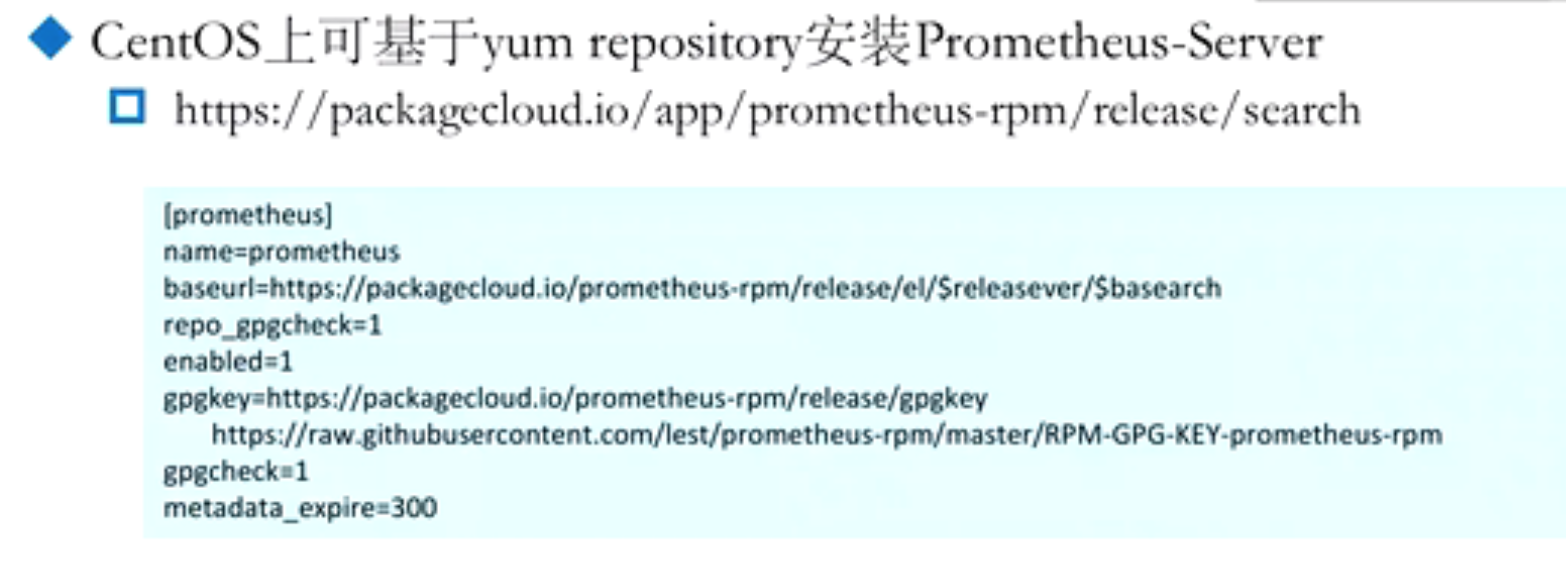 CentOS上可基于yum repository安装Prometheus-Server
https://packagecloud.io/app/prometheus-rpm/release/search
[prometheus]
name=prometheus
baseurl=https://packagecloud.io/prometheus-rpm/release/el/$releasever/$basearch
repo_gpgcheck=1
enabled=1
gpgkey=https://packagecloud.io/prometheus-rpm/release/gpgkey
https://raw.githubusercontent.com/lest/prometheus-rpm/master/RPM-GPG-KEY-prometheus-rpm
gpgcheck=1
metadata_expire=300